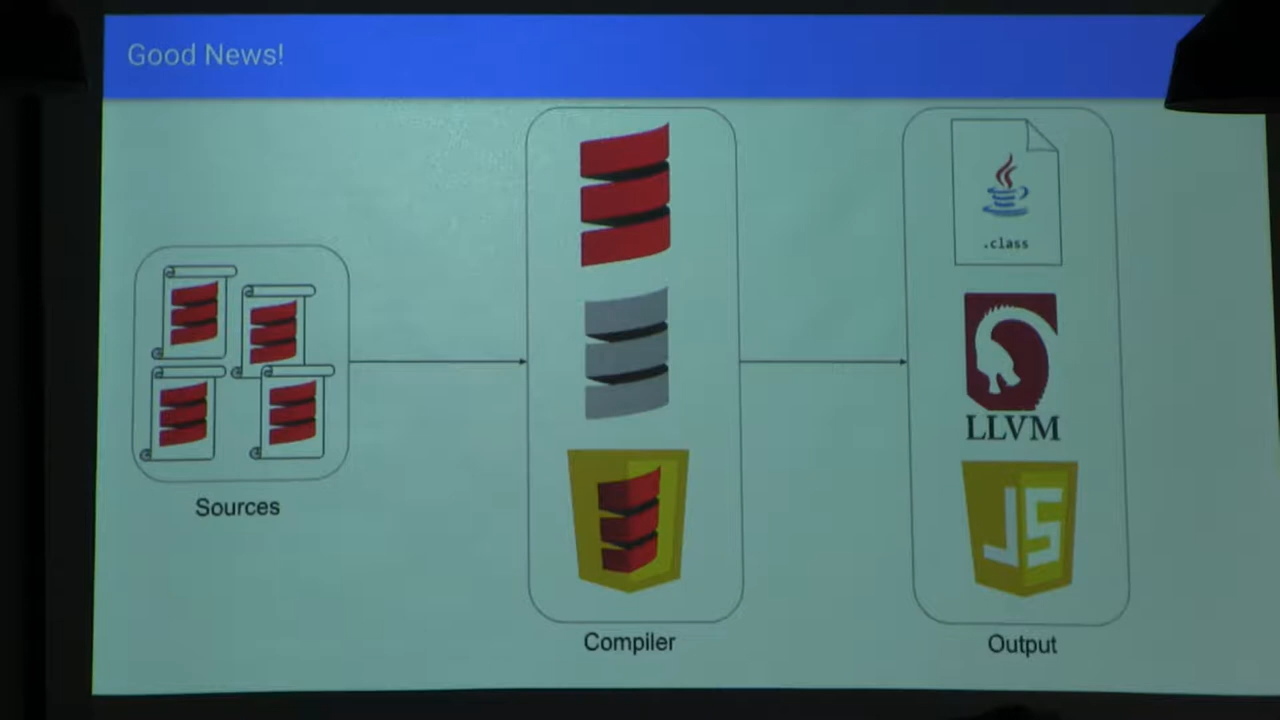 Good News!
.class
LLVM
JS
Sources
Compiler
Output